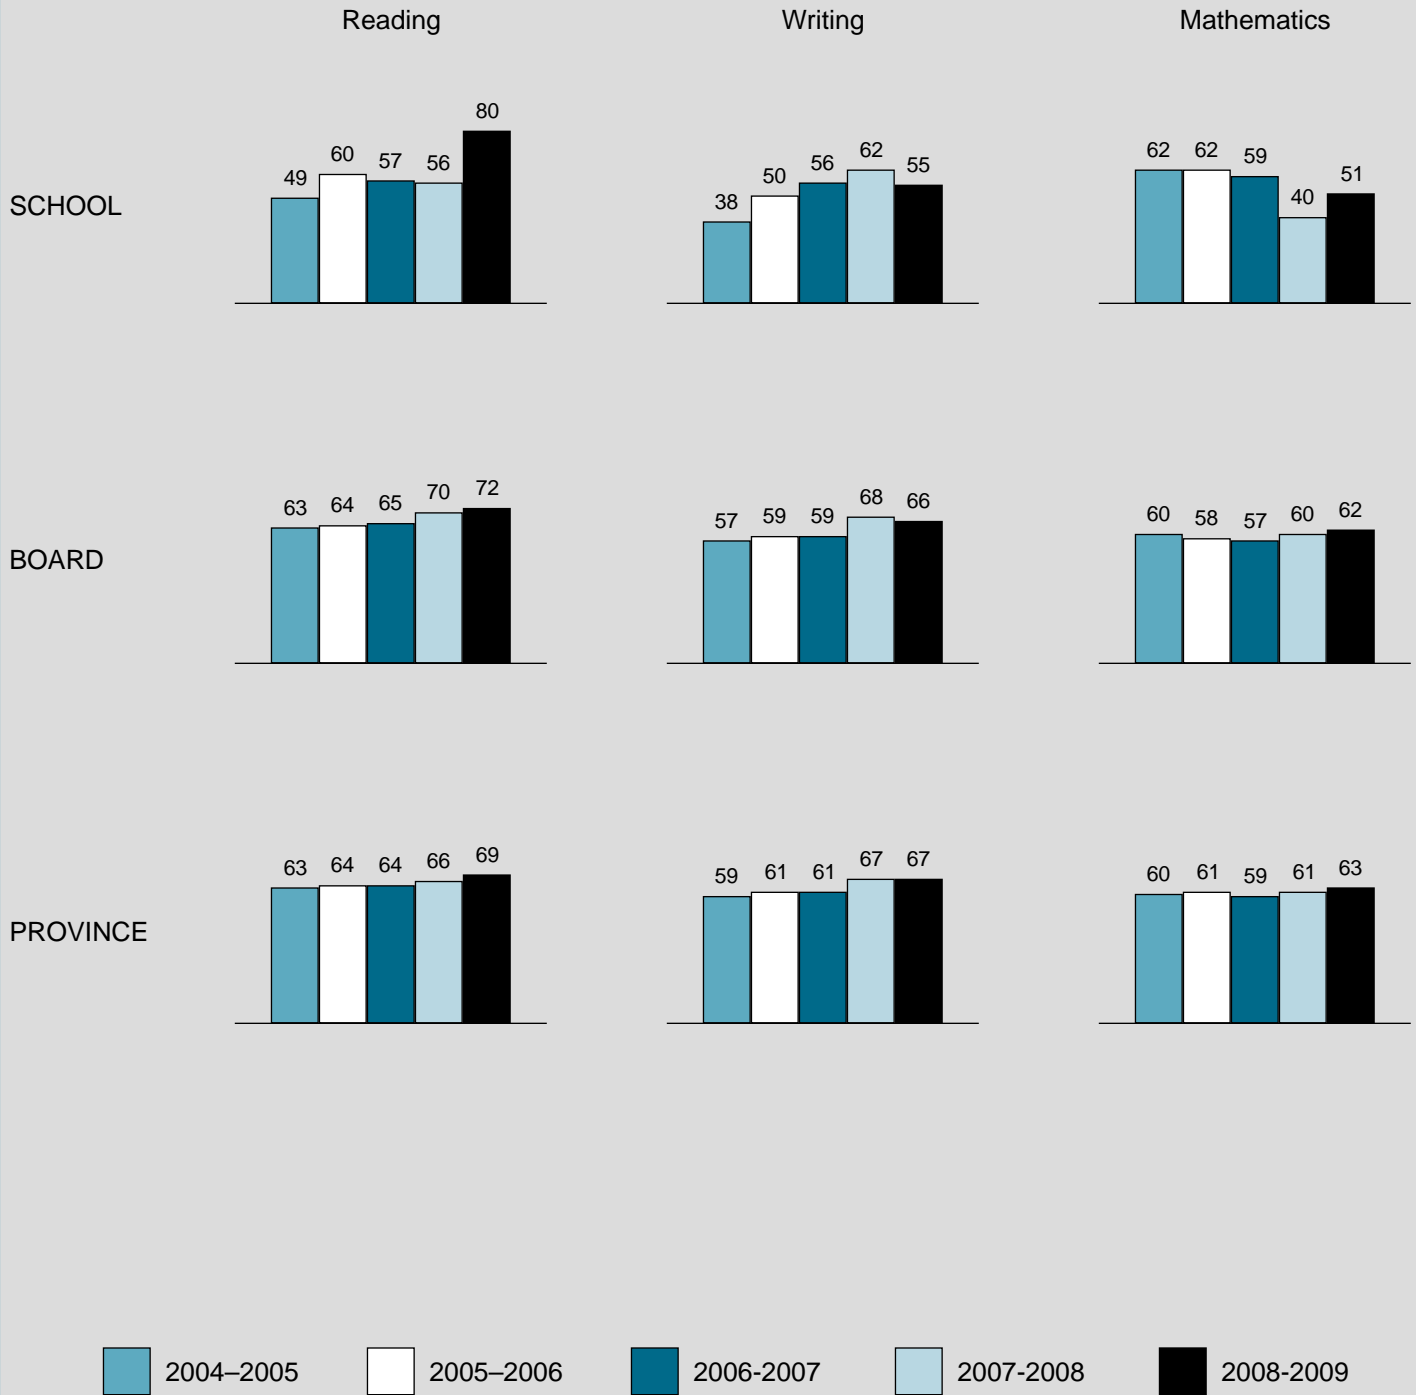 Reading Writing Mathematics
SCHOOL
49 60 57 56 80
38 50 56 62 55
62 62 59 40 51
BOARD
63 64 65 70 72
57 59 59 68 66
60 58 57 60 62
PROVINCE
63 64 64 66 69
59 61 61 67 67
60 61 59 61 63
2004–2005 2005–2006 2006-2007 2007-2008 2008-2009